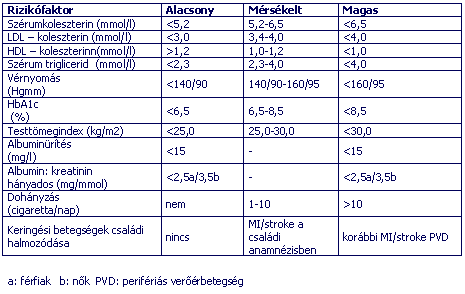 Rizikófaktor Alacsony Mérsékelt Magas
Szérumkoleszterin (mmol/l) <5,2 5,2-6,5 <6,5
LDL – koleszterin (mmol/l) <3,0 3,4-4,0 <4,0
HDL – koleszterinn(mmol/l) >1,2 1,0-1,2 <1,0
Szérum triglicerid (mmol/l) <2,3 2,3-4,0 <4,0
Vérnyomás <140/90 140/90-160/95 <160/95
(Hgmm)
HbA1c
(%) <6,5 6,5-8,5 <8,5
Testtömegindex (kg/m2) <25,0 25,0-30,0 <30,0
Albuminürítés <15 - <15
(mg/l)
Albumin: kreatinin
hányados (mg/mmol) <2,5a/3,5b - <2,5a/3,5b
Dohányzás
(cigaretta/nap) nem 1-10 >10
Keringési betegségek családi halmozódása nincs MI/stroke a családi anamnézisben korábbi MI/stroke PVD
a: férfiak b: nők PVD: perifériás verőérbetegség